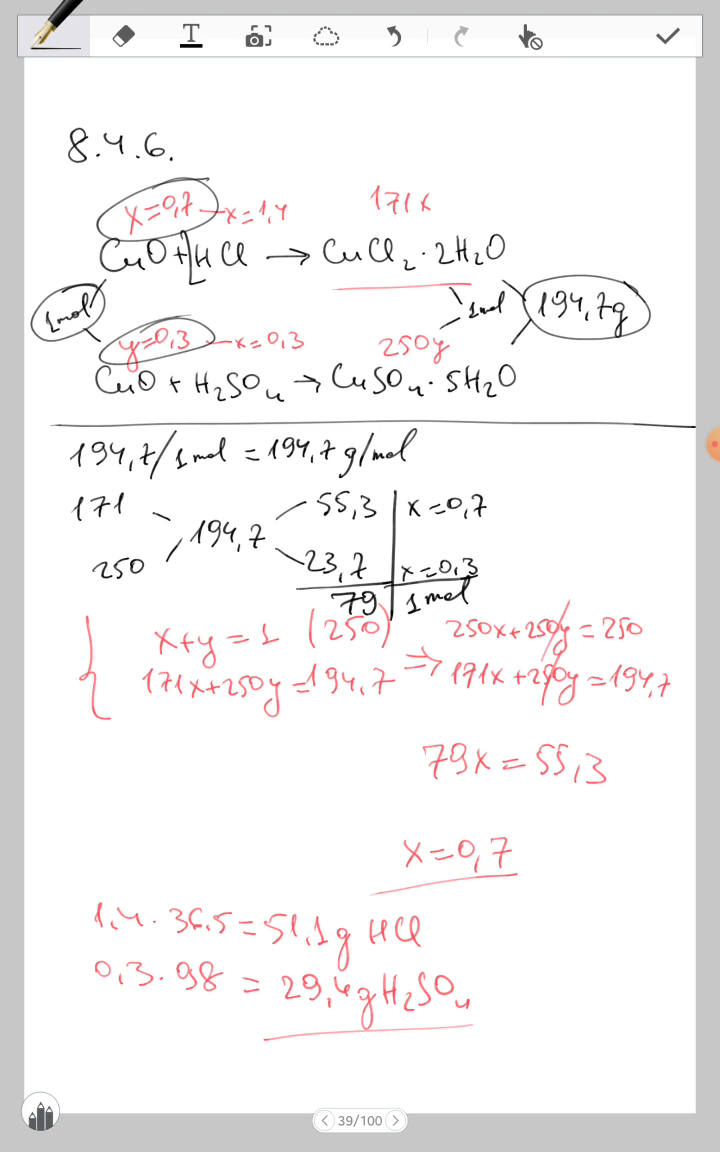 8.4.6.
x=0,7 – x=1,4 171x
CuO + 2HCl → CuCl₂·2H₂O
1mol 1mol 194,7g
y=0,3 – x=0,3 250y
CuO + H₂SO₄ → CuSO₄·5H₂O
194,7/1mol = 194,7 g/mol
171 55,3 | x=0,7
194,7
250 23,7 | x=0,3
79 | 1mol
x+y=1 (250) 250x+250y=250
171x+250y=194,7 ⇒ 171x+250y=194,7
79x=55,3
x=0,7
1,4·36,5=51,1g HCl
0,3·98 = 29,4g H₂SO₄
39/100